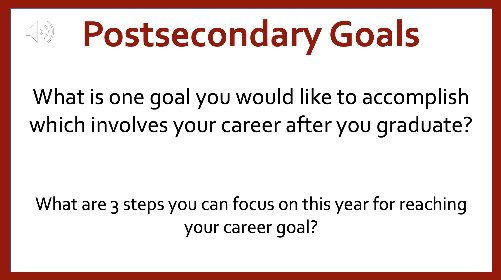 Postsecondary Goals
What is one goal you would like to accomplish
which involves your career after you graduate?
What are 3 steps you can focus on this year for reaching
your career goal?